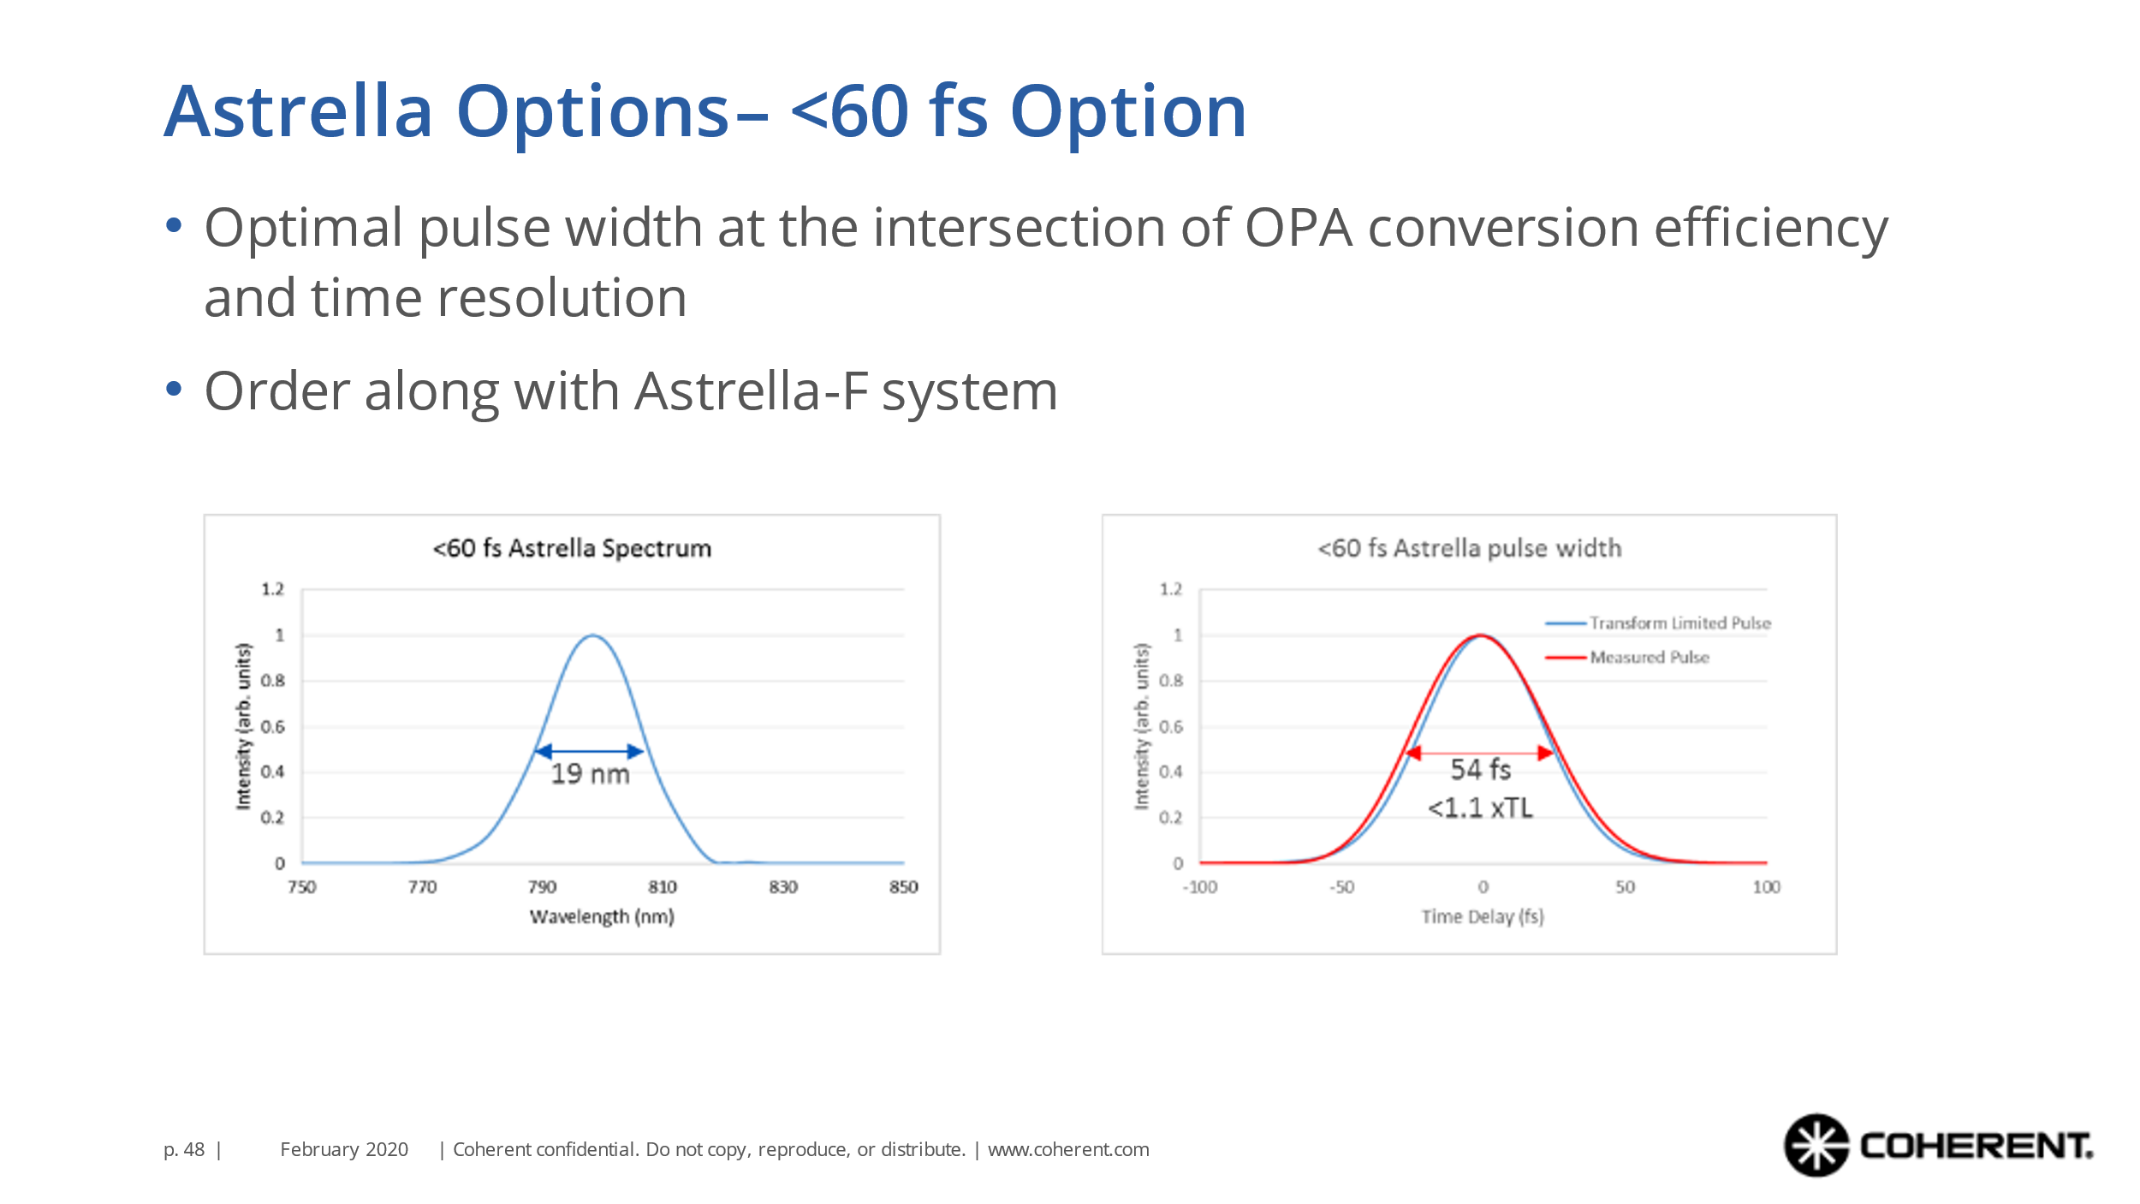 Astrella Options– <60 fs Option
• Optimal pulse width at the intersection of OPA conversion efficiency
and time resolution
• Order along with Astrella-F system
<60 fs Astrella Spectrum
Intensity (arb. units)
1.2
1
0.8
0.6
0.4
0.2
0
19 nm
750 770 790 810 830 850
Wavelength (nm)
<60 fs Astrella pulse width
Intensity (arb. units)
1.2
1
0.8
0.6
0.4
0.2
0
Transform Limited Pulse
Measured Pulse
54 fs
<1.1 xTL
-100 -50 0 50 100
Time Delay (fs)
p. 48 | February 2020 | Coherent confidential. Do not copy, reproduce, or distribute. | www.coherent.com
COHERENT.